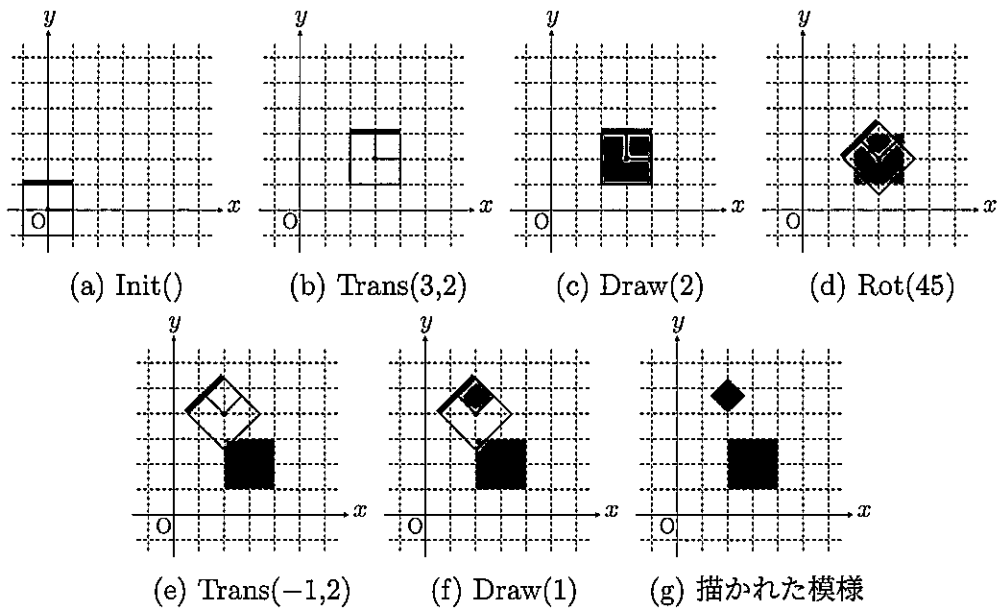 y y y y
O x O x O x O x
(a) Init() (b) Trans(3,2) (c) Draw(2) (d) Rot(45)
y y y
O x O x O x
(e) Trans(−1,2) (f) Draw(1) (g) 描かれた模様